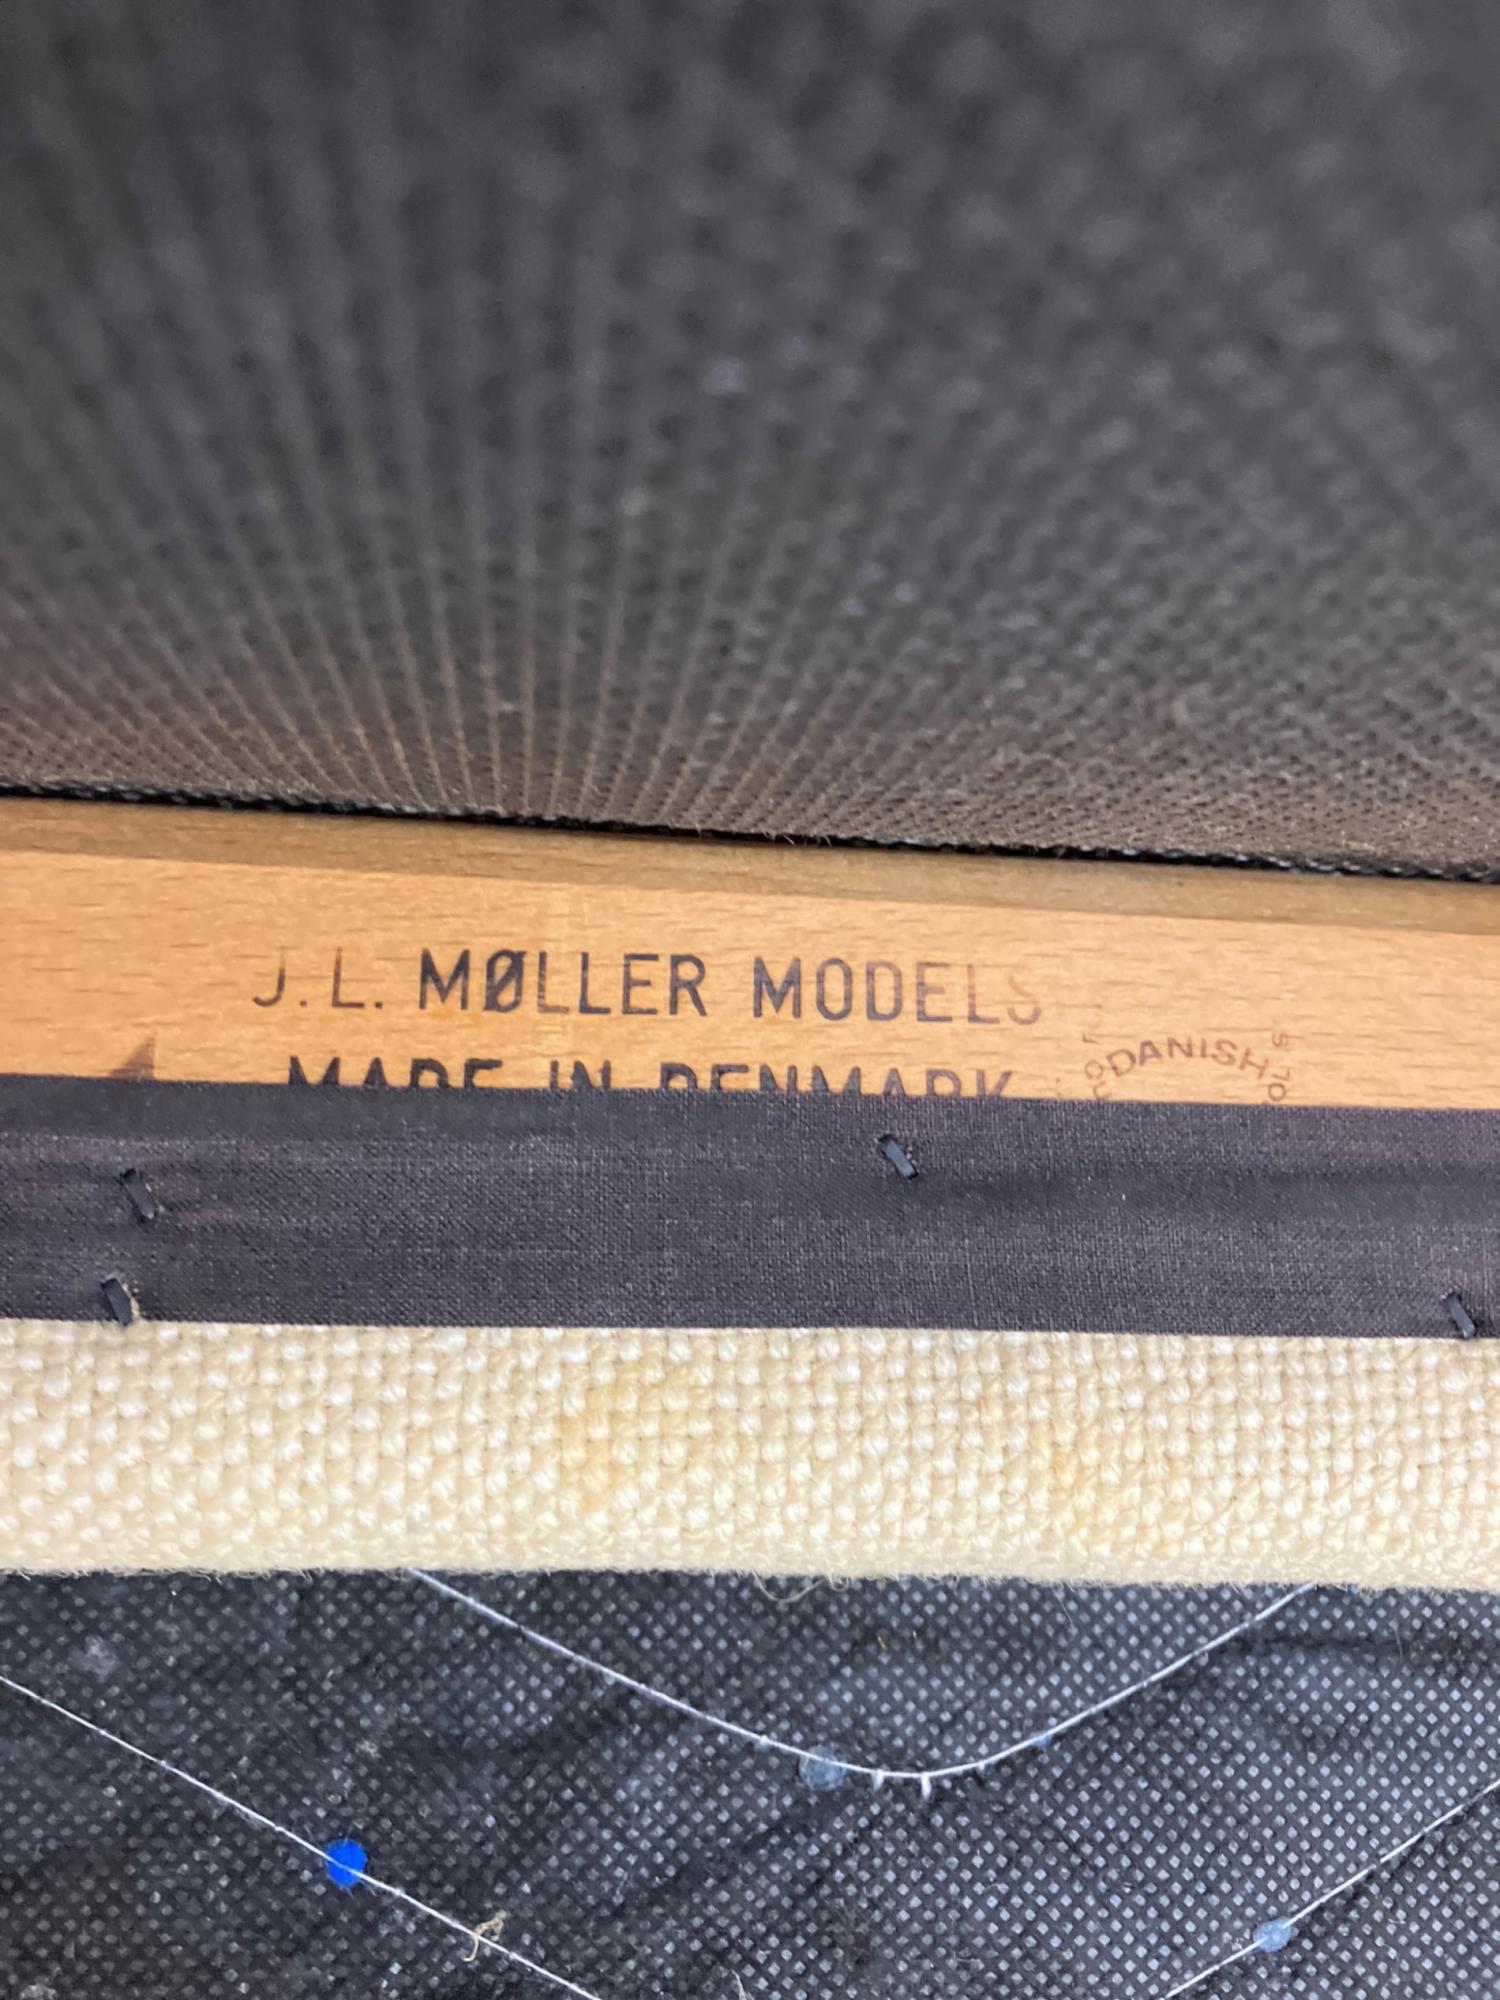 J.L. MØLLER MODELS
MADE IN DENMARK
DANISH